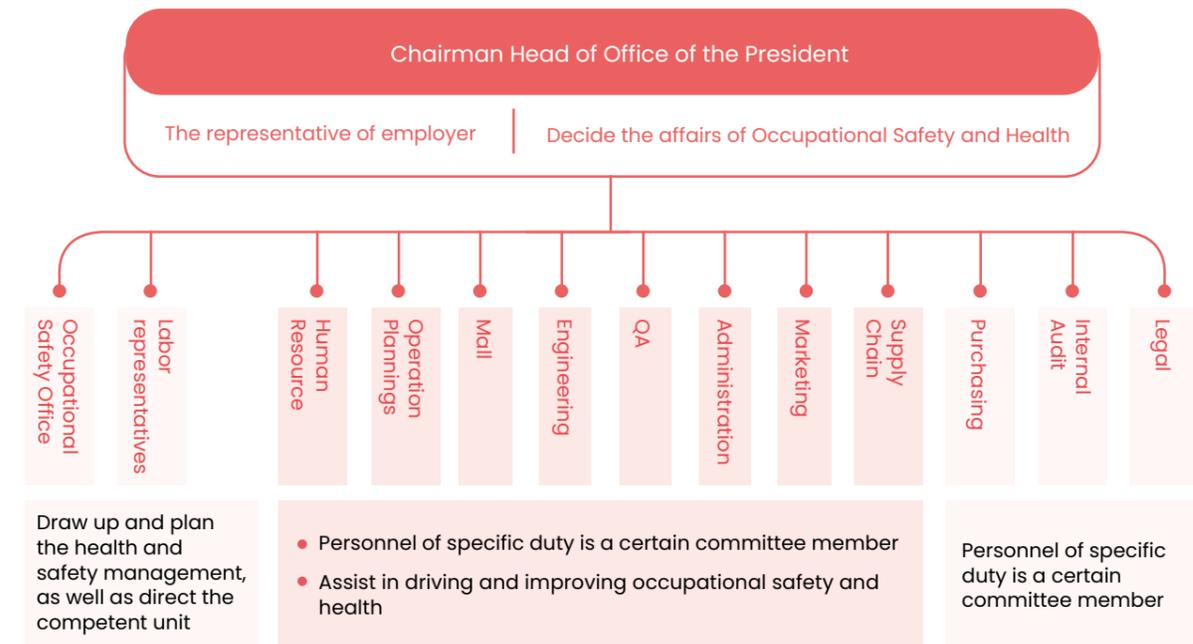 Chairman Head of Office of the President
The representative of employer
Decide the affairs of Occupational Safety and Health
Occupational
Safety Office
Labor
representatives
Human
Resource
Operation
Plannings
Mall
Engineering
QA
Administration
Marketing
Supply
Chain
Purchasing
Internal
Audit
Legal
Draw up and plan
the health and
safety management,
as well as direct the
competent unit
Personnel of specific duty is a certain committee member
Assist in driving and improving occupational safety and
health
Personnel of specific
duty is a certain
committee member